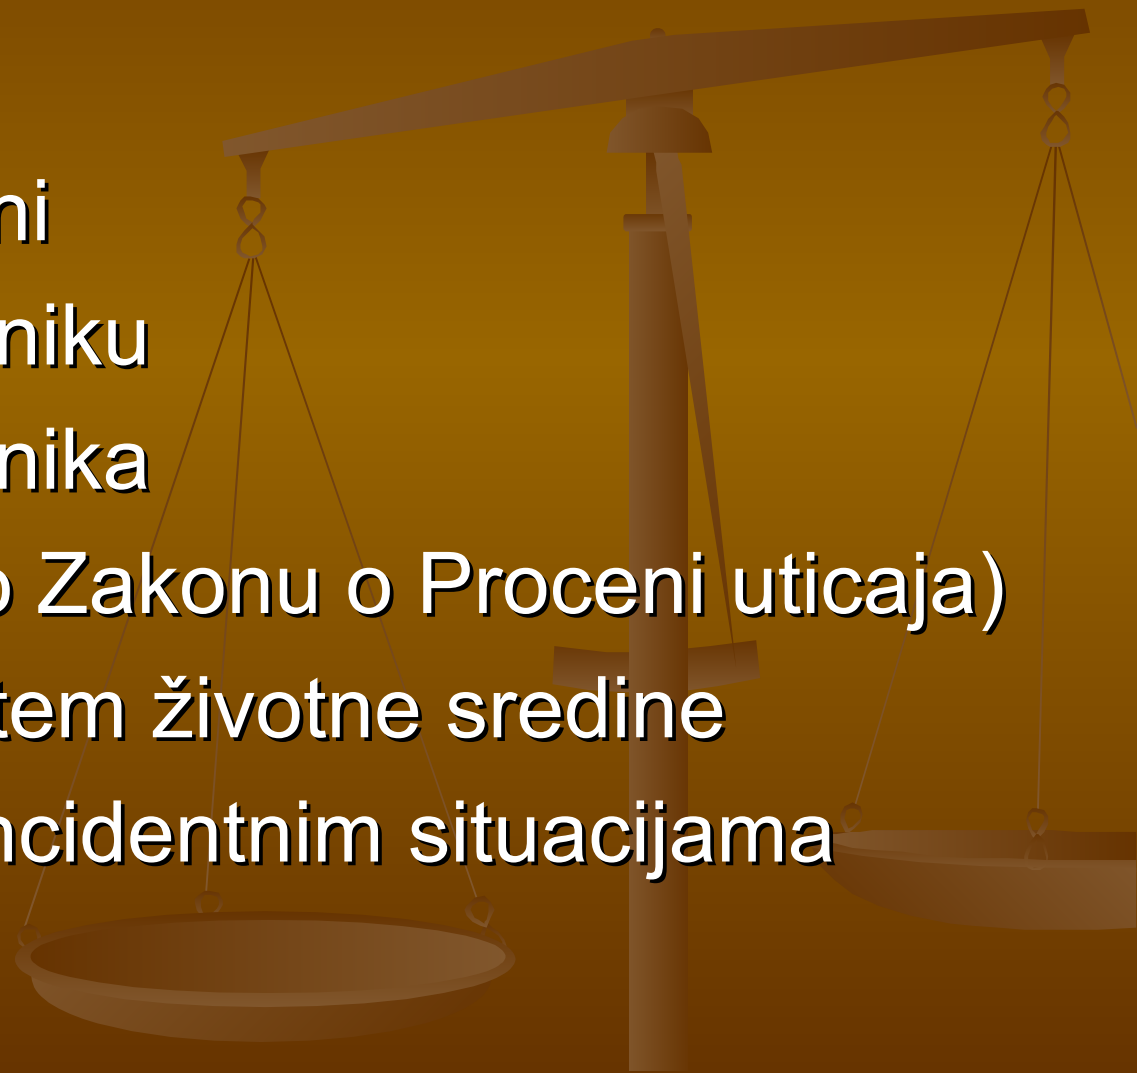 ni
niku
nika
o Zakonu o Proceni uticaja)
tem životne sredine
ncidentnim situacijama